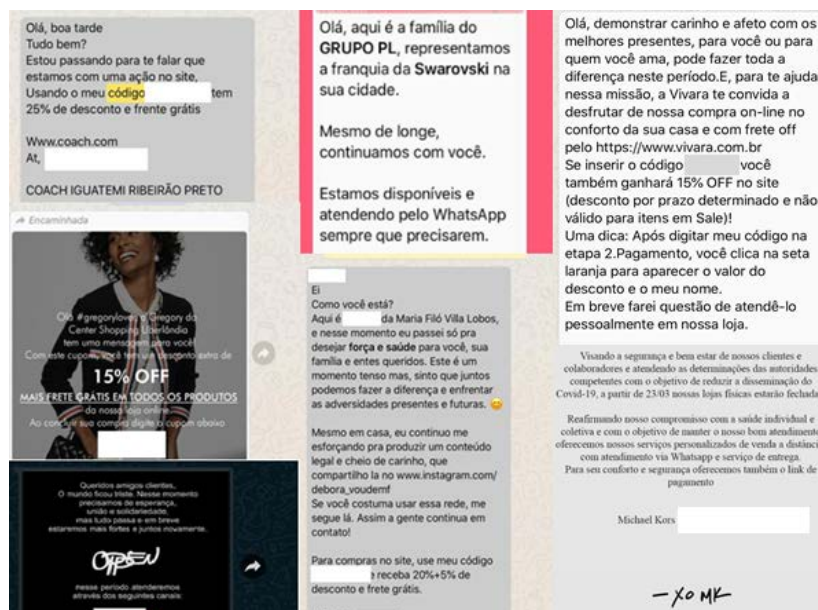 Olá, boa tarde
Tudo bem?
Estou passando para te falar que
estamos com uma ação no site,
Usando o meu código tem
25% de desconto e frente grátis
Www.coach.com
At,
COACH IGUATEMI RIBEIRÃO PRETO
Encaminhada
Olá #gregorylover, a Gregory do
Center Shopping Uberlândia
tem uma mensagem para você!
Com este cupom, você tem um desconto extra de
15% OFF
MAIS FRETE GRÁTIS EM TODOS OS PRODUTOS
da nossa loja online.
Ao concluir sua compra digite o cupom abaixo
Queridos amigos clientes,
O mundo ficou triste. Nesse momento
precisamos de esperança,
união e solidariedade,
mas tudo passa e em breve
estaremos mais fortes e juntos novamente.
nesse período atenderemos
através dos seguintes canais:
Olá, aqui é a família do
GRUPO PL, representamos
a franquia da Swarovski na
sua cidade.
Mesmo de longe,
continuamos com você.
Estamos disponíveis e
atendendo pelo WhatsApp
sempre que precisarem.
Ei
Como você está?
Aqui é da Maria Filó Villa Lobos,
e nesse momento eu passei só pra
desejar força e saúde para você, sua
família e entes queridos. Este é um
momento tenso mas, sinto que juntos
podemos fazer a diferença e enfrentar
as adversidades presentes e futuras. 😊
Mesmo em casa, eu continuo me
esforçando pra produzir um conteúdo
legal e cheio de carinho, que
compartilho la no www.instagram.com/
debora_voudemf
Se você costuma usar essa rede, me
segue lá. Assim a gente continua em
contato!
Para compras no site, use meu código
e receba 20%+5% de
desconto e frete grátis.
Olá, demonstrar carinho e afeto com os
melhores presentes, para você ou para
quem você ama, pode fazer toda a
diferença neste período.E, para te ajuda
nessa missão, a Vivara te convida a
desfrutar de nossa compra on-line no
conforto da sua casa e com frete off
pelo https://www.vivara.com.br
Se inserir o código você
também ganhará 15% OFF no site
(desconto por prazo determinado e não
válido para itens em Sale)!
Uma dica: Após digitar meu código na
etapa 2.Pagamento, você clica na seta
laranja para aparecer o valor do
desconto e o meu nome.
Em breve farei questão de atendê-lo
pessoalmente em nossa loja.
Visando a segurança e bem estar de nossos clientes e
colaboradores e atendendo as determinações das autoridades
competentes com o objetivo de reduzir a disseminação do
Covid-19, a partir de 23/03 nossas lojas físicas estarão fechada
Reafirmando nosso compromisso com a saúde individual e
coletiva e com o objetivo de manter o nosso bom atendimento
oferecemos nossos serviços personalizados de venda a distânci
com atendimento via Whatsapp e serviço de entrega.
Para seu conforto e segurança oferecemos também o link de
pagamento
Michael Kors
- XO MK